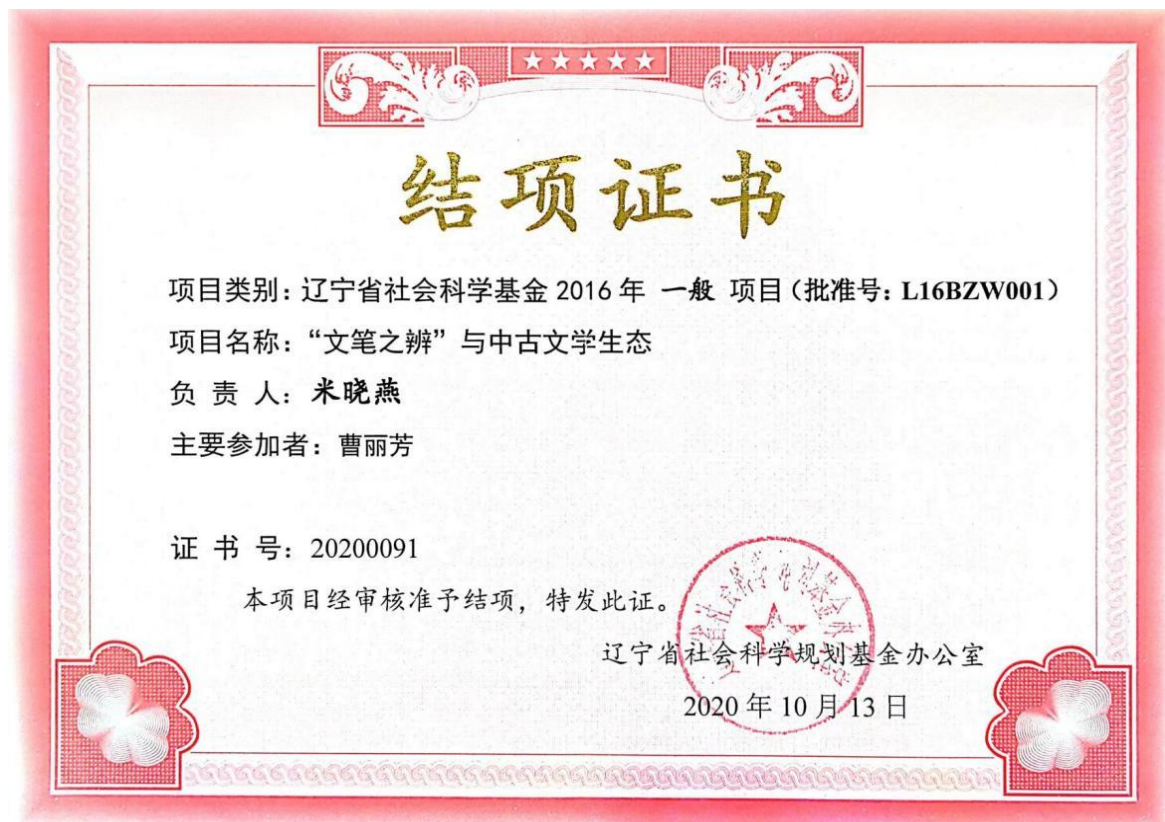 结项证书
项目类别：辽宁省社会科学基金 2016 年 一般 项目（批准号：L16BZW001）
项目名称：“文笔之辨”与中古文学生态
负 责 人：米晓燕
主要参加者：曹丽芳
证 书 号：20200091
本项目经审核准予结项，特发此证。
辽宁省社会科学规划基金办公室
2020 年 10 月 13 日